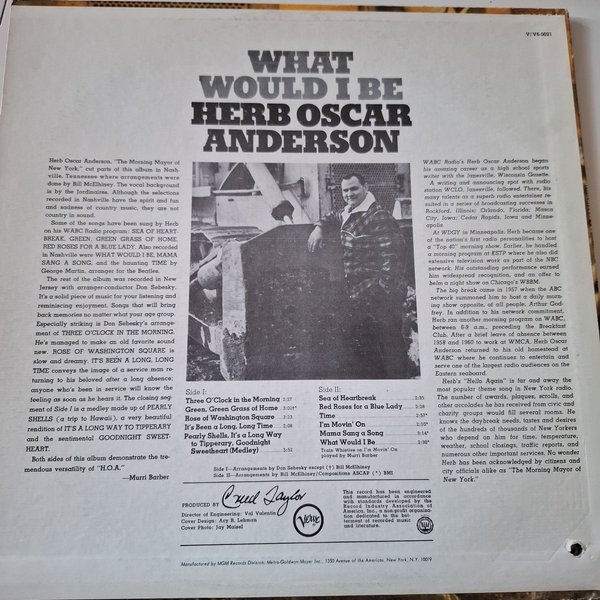 V/V6-5021
WHAT
WOULD I BE
HERB OSCAR
ANDERSON
Herb Oscar Anderson, "The Morning Mayor of
New York," cut parts of this album in Nash-
ville, Tennessee where arrangements were
done by Bill McElhiney. The vocal background
is by the Jordinaires. Although the selections
recorded in Nashville have the spirit and fun
and sadness of country music, they are not
country in sound.
Some of the songs have been sung by Herb
on his WABC Radio program: SEA OF HEART-
BREAK, GREEN, GREEN GRASS OF HOME,
RED ROSES FOR A BLUE LADY. Also recorded
in Nashville were WHAT WOULD I BE, MAMA
SANG A SONG, and the haunting TIME by
George Martin, arranger for the Beatles.
The rest of the album was recorded in New
Jersey with arranger-conductor Don Sebesky.
It's a solid piece of music for your listening and
reminiscing enjoyment. Songs that will bring
back memories no matter what your age group.
Especially striking is Don Sebesky's arrange-
ment of THREE O'CLOCK IN THE MORNING.
He's managed to make an old favorite sound
new. ROSE OF WASHINGTON SQUARE is
slow and dreamy. IT'S BEEN A LONG, LONG
TIME conveys the image of a service man re-
turning to his beloved after a long absence;
anyone who's been in service will know the
feeling as soon as he hears it. The closing seg-
ment of Side I is a medley made up of PEARLY
SHELLS ('a trip to Hawaii'), a very beautiful
rendition of IT'S A LONG WAY TO TIPPERARY
and the sentimental GOODNIGHT SWEET-
HEART.
Both sides of this album demonstrate the tre-
mendous versatility of "H.O.A."
—Murri Barber
Side I:
Three O'Clock in the Morning 2:27
Green, Green Grass of Home 3:01†
Rose of Washington Square 2:23
It's Been a Long, Long Time 2:08
Pearly Shells, It's a Long Way
to Tipperary, Goodnight
Sweetheart (Medley) 3:52
Side II:
Sea of Heartbreak 2:35
Red Roses for a Blue Lady 2:28
Time 2:57*
I'm Movin' On 2:57*
Mama Sang a Song 3:14*
What Would I Be 2:30*
Train Whistles on I'm Movin' On
played by Murri Barber
Side I—Arrangements by Don Sebesky except (†) Bill McElhiney
Side II—Arrangements by Bill McElhiney/Compositions ASCAP (*) BMI
PRODUCED BY Creed Taylor
Director of Engineering: Val Valentin
Cover Design: Acy R. Lehman
Cover Photo: Jay Maisel
Verve
This record has been engineered
and manufactured in accordance
with standards developed by the
Record Industry Association of
America, Inc., a non-profit organiza-
tion dedicated to the bet-
terment of recorded music
and literature.
Manufactured by MGM Records Division, Metro-Goldwyn-Mayer Inc., 1350 Avenue of the Americas, New York, N.Y. 10019
WABC Radio's Herb Oscar Anderson began
his amazing career as a high school sports
writer with the Janesville, Wisconsin Gazette.
A writing and announcing spot with radio
station WCLO, Janesville, followed. There, his
many talents as a superb radio entertainer re-
sulted in a series of broadcasting successes in
Rockford, Illinois; Orlando, Florida; Mason
City, Iowa; Cedar Rapids, Iowa and Minne-
apolis.
At WDGY in Minneapolis, Herb became one
of the nation's first radio personalities to host
a "Top 40" morning show. Earlier, he handled
a morning program at KSTP where he also did
extensive television work as part of the NBC
network. His outstanding performance earned
him widespread recognition, and an offer to
helm a night show on Chicago's WBBM.
The big break came in 1957 when the ABC
network summoned him to host a daily morn-
ing show opposite, of all people, Arthur God-
frey. In addition to his network commitment,
Herb ran another morning program on WABC,
between 6-9 a.m., preceding the Breakfast
Club. After a brief leave of absence between
1958 and 1960 to work at WMCA, Herb Oscar
Anderson returned to his old homestead at
WABC where he continues to entertain and
serve one of the largest radio audiences on the
Eastern seaboard.
Herb's "Hello Again" is far and away the
most popular theme song in New York radio.
The number of awards, plaques, scrolls, and
other accolades he has received from civic and
charity groups would fill several rooms. He
knows the daybreak needs, tastes and desires
of the hundreds of thousands of New Yorkers
who depend on him for time, temperature,
weather, school closings, traffic reports, and
numerous other important services. No wonder
Herb has been acknowledged by citizens and
city officials alike as "The Morning Mayor of
New York."